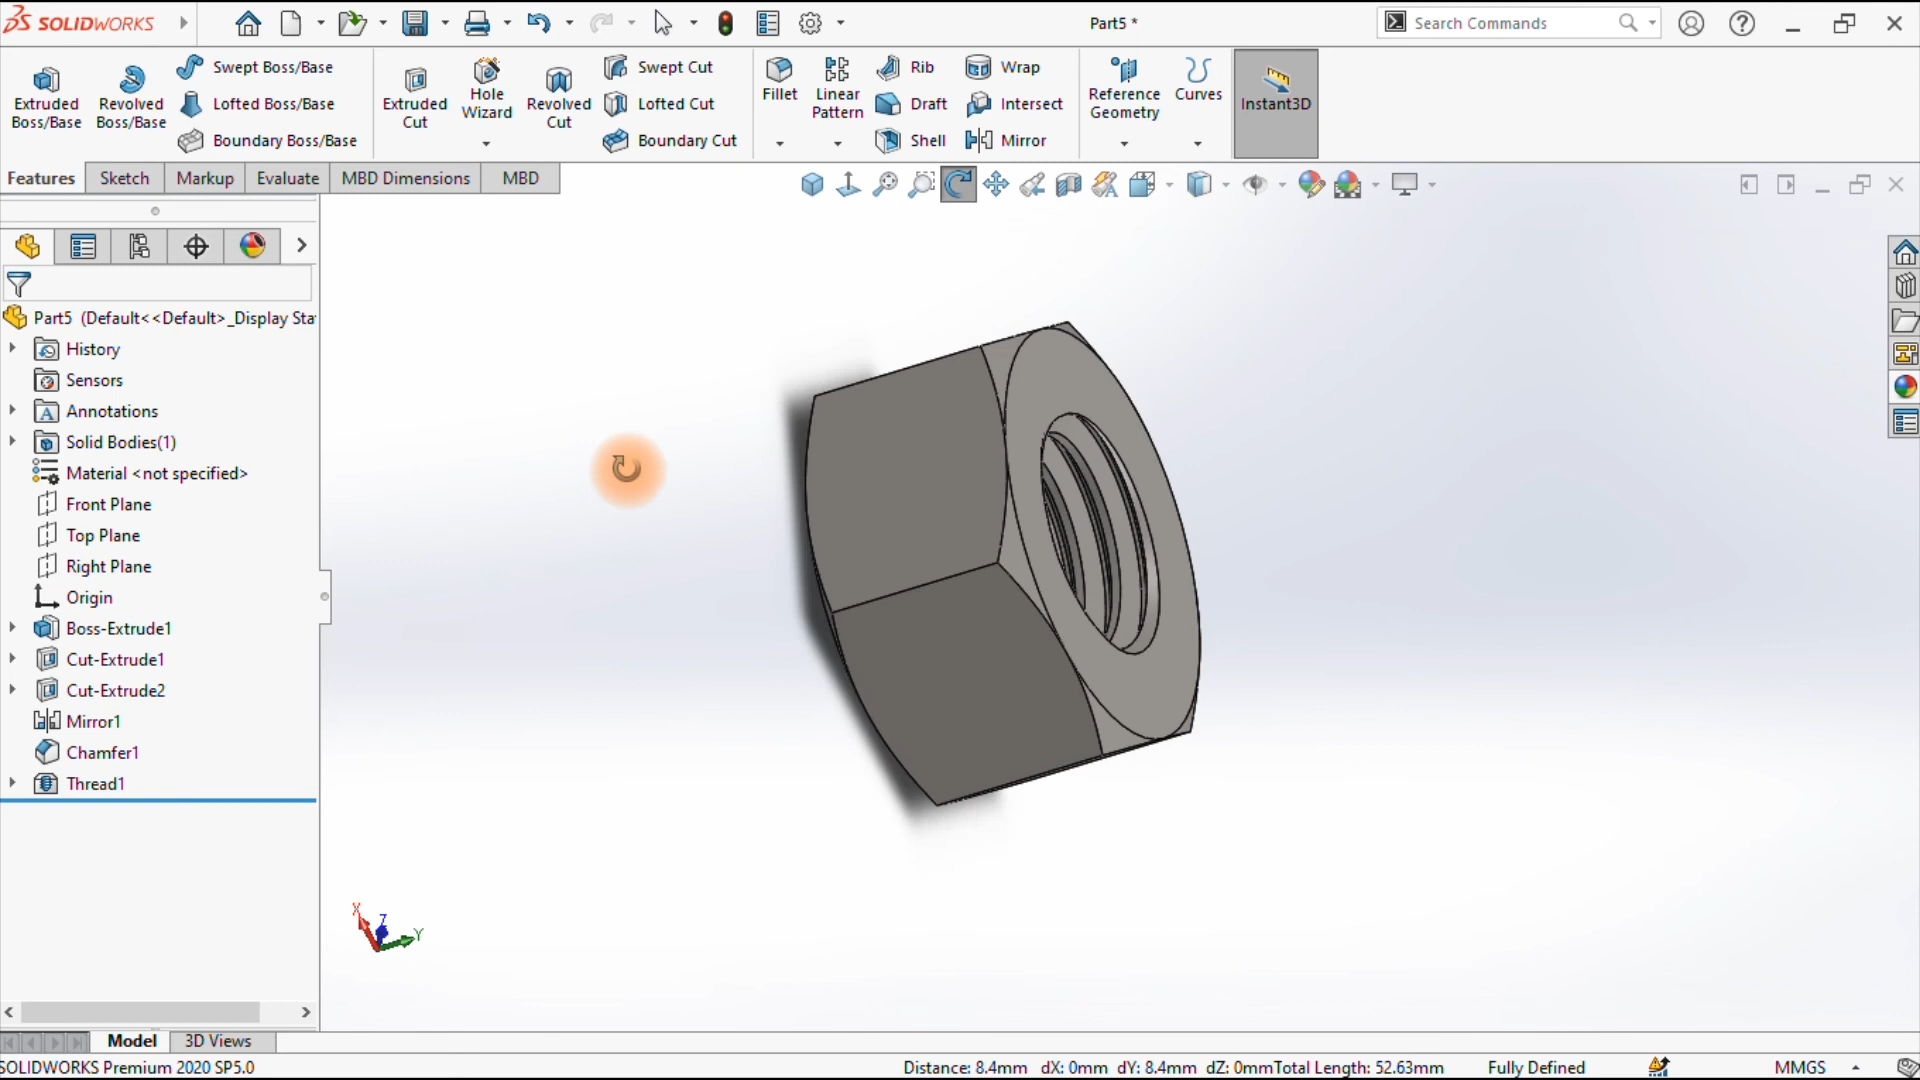 SOLIDWORKS
Part5 *
Search Commands
Extruded Boss/Base
Revolved Boss/Base
Swept Boss/Base
Lofted Boss/Base
Boundary Boss/Base
Extruded Cut
Hole Wizard
Revolved Cut
Swept Cut
Lofted Cut
Boundary Cut
Fillet
Linear Pattern
Rib
Draft
Shell
Wrap
Intersect
Mirror
Reference Geometry
Curves
Instant3D
Features
Sketch
Markup
Evaluate
MBD Dimensions
MBD
Part5 (Default<<Default>_Display Sta
History
Sensors
Annotations
Solid Bodies(1)
Material <not specified>
Front Plane
Top Plane
Right Plane
Origin
Boss-Extrude1
Cut-Extrude1
Cut-Extrude2
Mirror1
Chamfer1
Thread1
X
Z
Y
Model
3D Views
SOLIDWORKS Premium 2020 SP5.0
Distance: 8.4mm dX: 0mm dY: 8.4mm dZ: 0mmTotal Length: 52.63mm
Fully Defined
MMGS